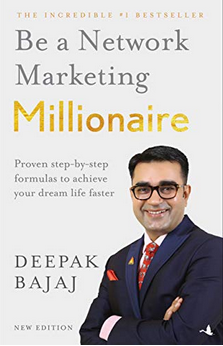 THE INCREDIBLE #1 BESTSELLER
Be a Network
Marketing
Millionaire
Proven step-by-step
formulas to achieve
your dream life faster
DEEPAK
BAJAJ
NEW EDITION